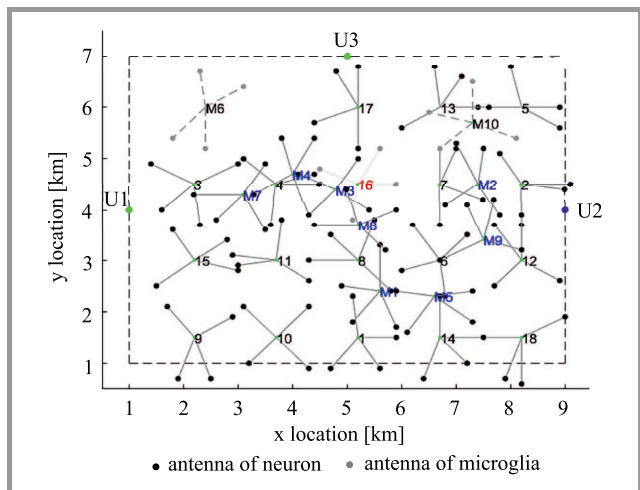 U3
7
6
5
4
3
2
1
y location [km]
M6
17
13
5
M10
3
M7
4
M4
M3
16
7
M2
2
U1
U2
M8
M9
15
11
8
6
12
M1
M5
9
10
1
14
18
1 2 3 4 5 6 7 8 9
x location [km]
antenna of neuron antenna of microglia